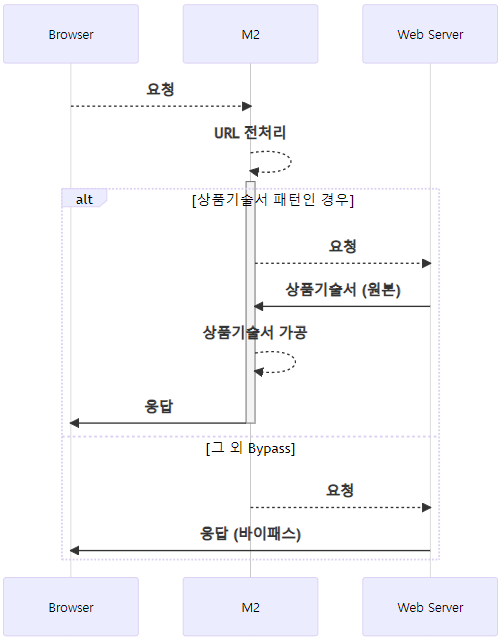 Browser
M2
Web Server
요청
URL 전처리
alt
[상품기술서 패턴인 경우]
요청
상품기술서 (원본)
상품기술서 가공
응답
[그 외 Bypass]
요청
응답 (바이패스)
Browser
M2
Web Server